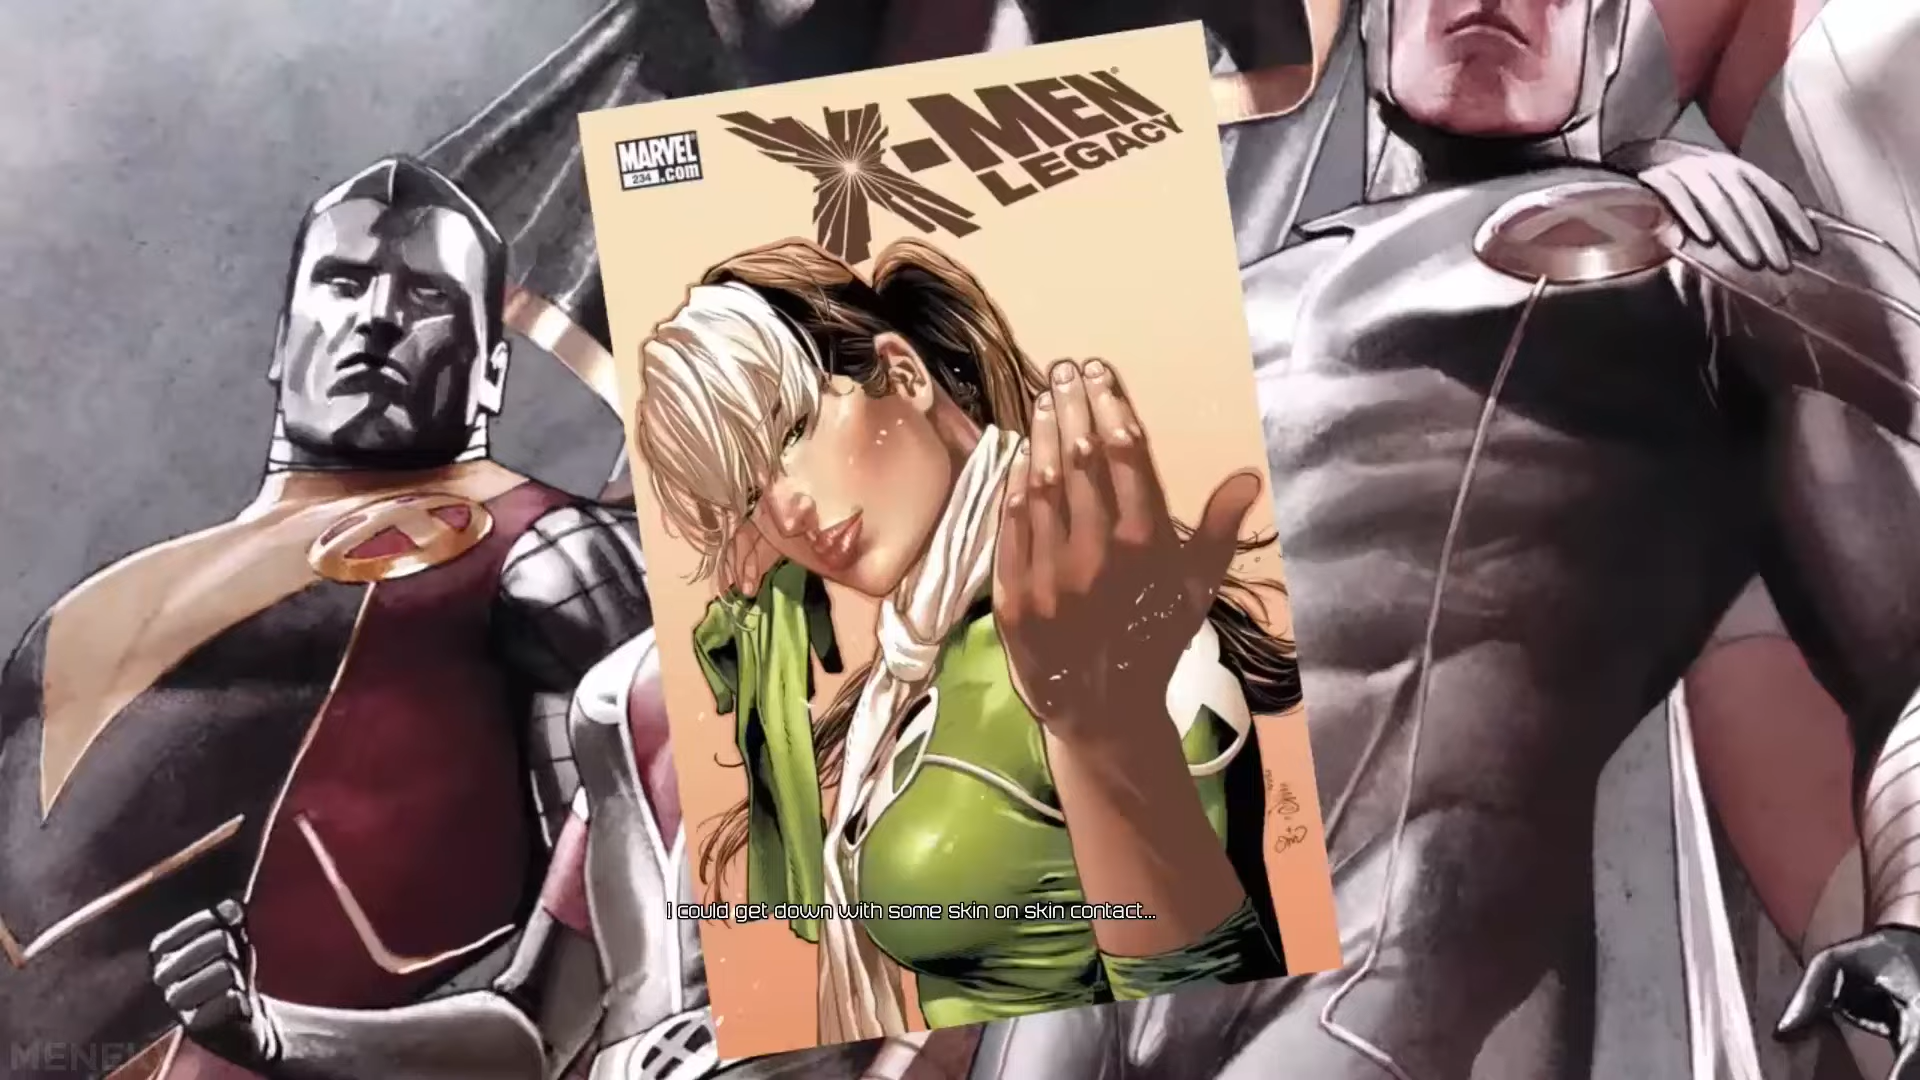 X-MEN
LEGACY
MARVEL
234 .com
I could get down with some skin on skin contact...